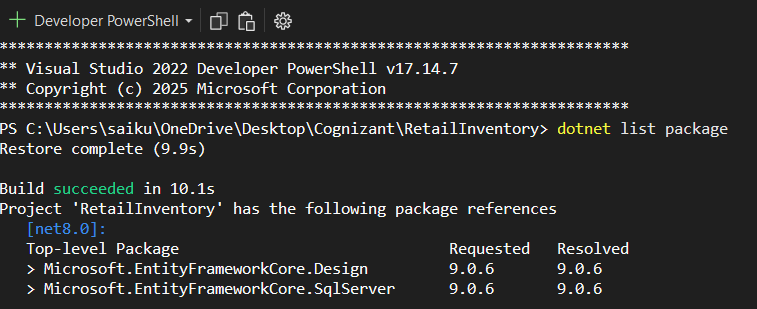 Developer PowerShell
**********************************************************************
** Visual Studio 2022 Developer PowerShell v17.14.7
** Copyright (c) 2025 Microsoft Corporation
**********************************************************************
PS C:\Users\saiku\OneDrive\Desktop\Cognizant\RetailInventory> dotnet list package
Restore complete (9.9s)
Build succeeded in 10.1s
Project 'RetailInventory' has the following package references
[net8.0]:
Top-level Package Requested Resolved
> Microsoft.EntityFrameworkCore.Design 9.0.6 9.0.6
> Microsoft.EntityFrameworkCore.SqlServer 9.0.6 9.0.6